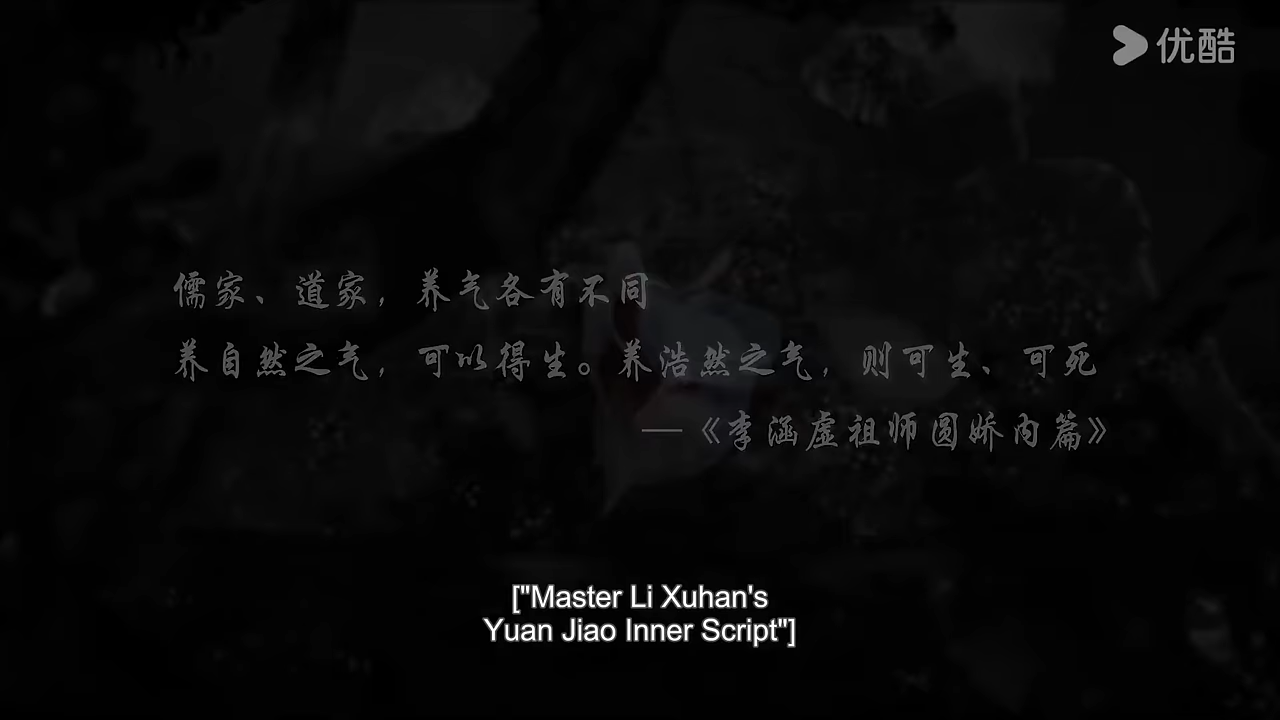 优酷
儒家、道家，养气各有不同
养自然之气，可以得生。养浩然之气，则可生、可死
—《李涵虚祖师圆娇内篇》
["Master Li Xuhan's
Yuan Jiao Inner Script"]